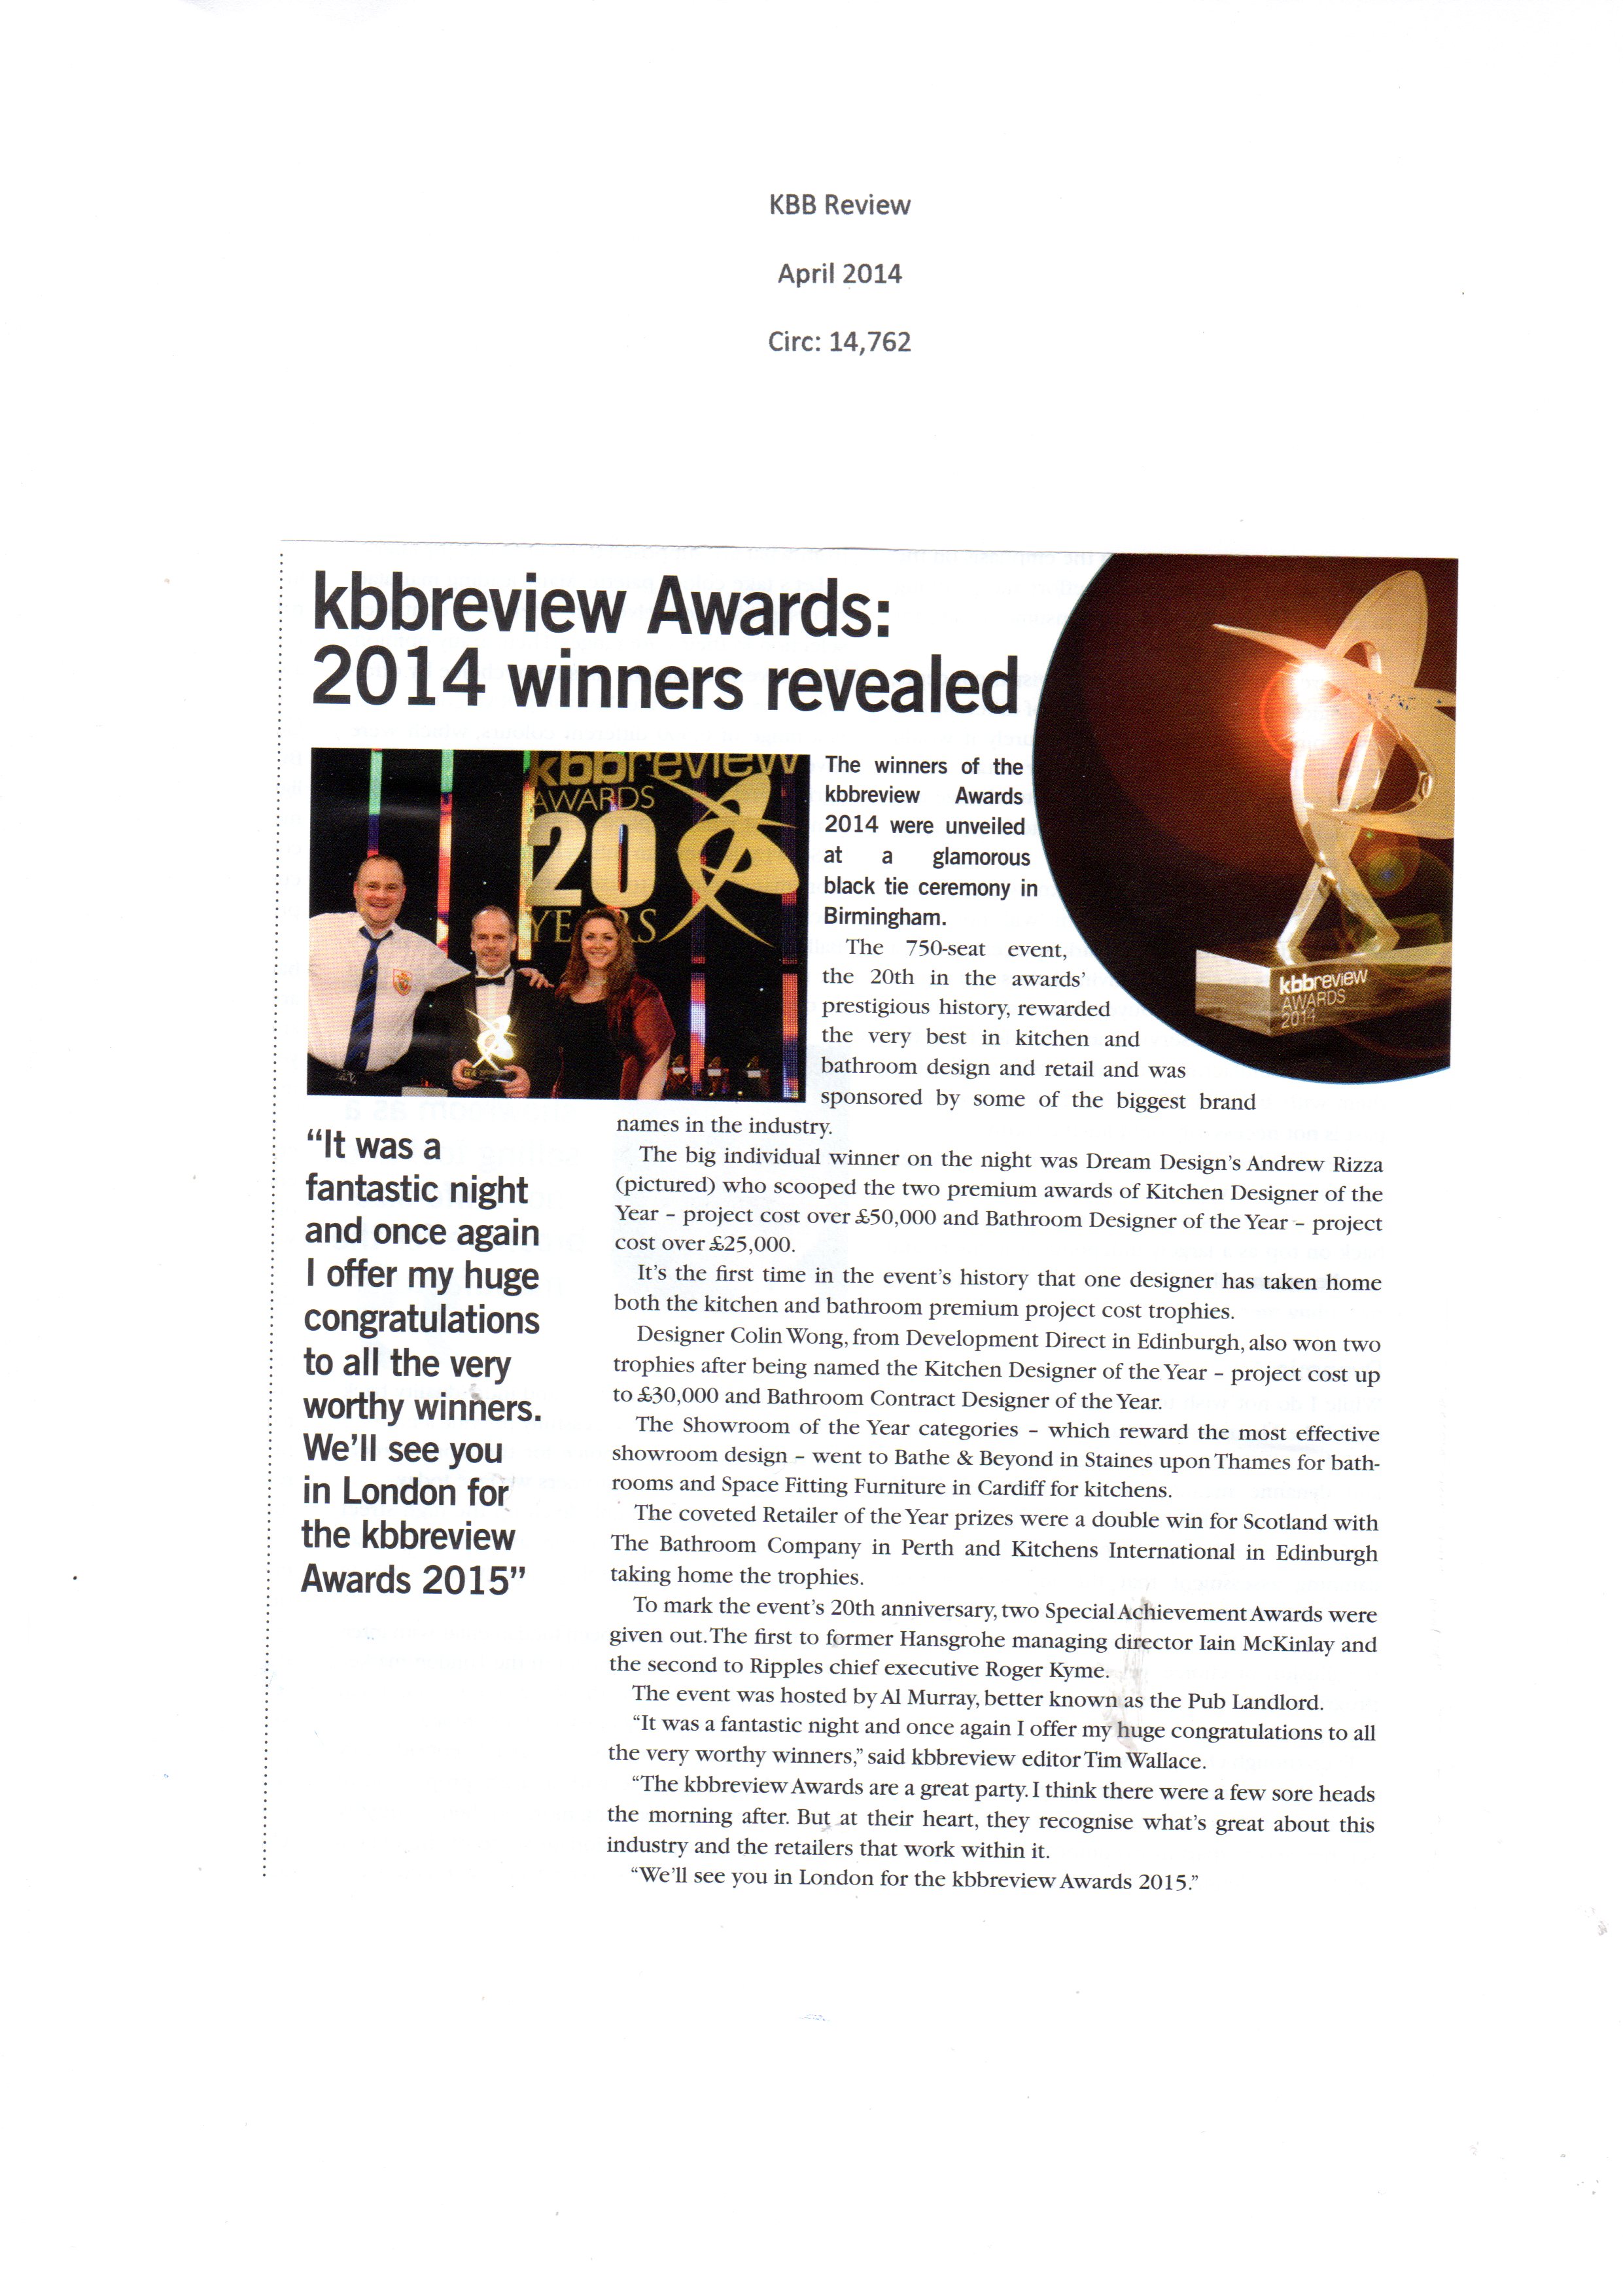 KBB Review
April 2014
Circ: 14,762
kbbreview Awards:
2014 winners revealed
kbbreview
AWARDS
20
YEARS
kbbreview
AWARDS
2014
The winners of the
kbbreview Awards
2014 were unveiled
at a glamorous
black tie ceremony in
Birmingham.
The 750-seat event,
the 20th in the awards’
prestigious history, rewarded
the very best in kitchen and
bathroom design and retail and was
sponsored by some of the biggest brand
names in the industry.
The big individual winner on the night was Dream Design’s Andrew Rizza
(pictured) who scooped the two premium awards of Kitchen Designer of the
Year – project cost over £50,000 and Bathroom Designer of the Year – project
cost over £25,000.
It’s the first time in the event’s history that one designer has taken home
both the kitchen and bathroom premium project cost trophies.
Designer Colin Wong, from Development Direct in Edinburgh, also won two
trophies after being named the Kitchen Designer of the Year – project cost up
to £30,000 and Bathroom Contract Designer of the Year.
The Showroom of the Year categories – which reward the most effective
showroom design – went to Bathe & Beyond in Staines upon Thames for bath-
rooms and Space Fitting Furniture in Cardiff for kitchens.
The coveted Retailer of the Year prizes were a double win for Scotland with
The Bathroom Company in Perth and Kitchens International in Edinburgh
taking home the trophies.
To mark the event’s 20th anniversary, two Special Achievement Awards were
given out. The first to former Hansgrohe managing director Iain McKinlay and
the second to Ripples chief executive Roger Kyme.
The event was hosted by Al Murray, better known as the Pub Landlord.
“It was a fantastic night and once again I offer my huge congratulations to all
the very worthy winners,” said kbbreview editor Tim Wallace.
“The kbbreview Awards are a great party. I think there were a few sore heads
the morning after. But at their heart, they recognise what’s great about this
industry and the retailers that work within it.
“We’ll see you in London for the kbbreview Awards 2015.”
“It was a
fantastic night
and once again
I offer my huge
congratulations
to all the very
worthy winners.
We’ll see you
in London for
the kbbreview
Awards 2015”